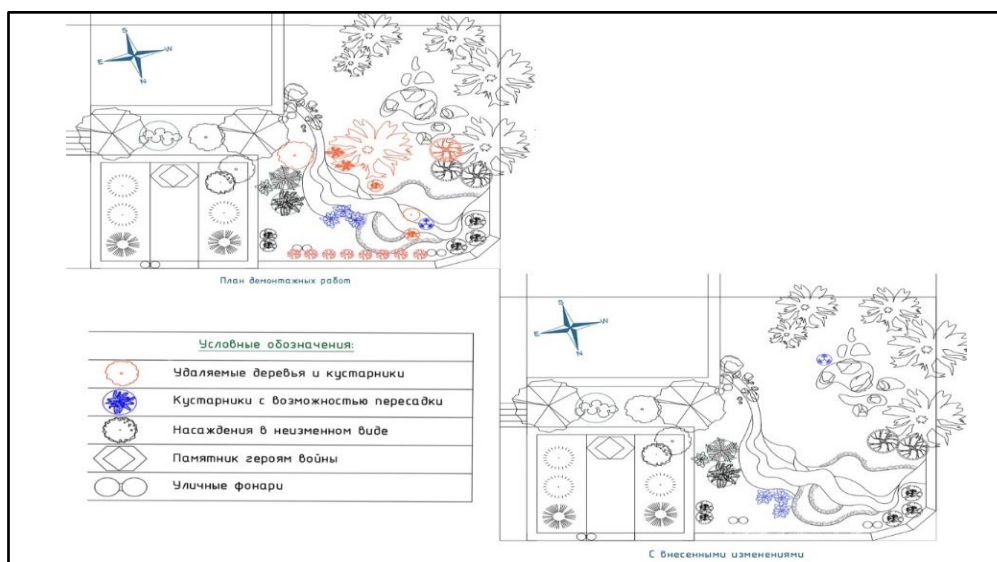 S
W
E
N
План демонтажных работ
Условные обозначения:
Удаляемые деревья и кустарники
Кустарники с возможностью пересадки
Насаждения в неизменном виде
Памятник героям войны
Уличные фонари
S
W
E
N
С внесенными изменениями